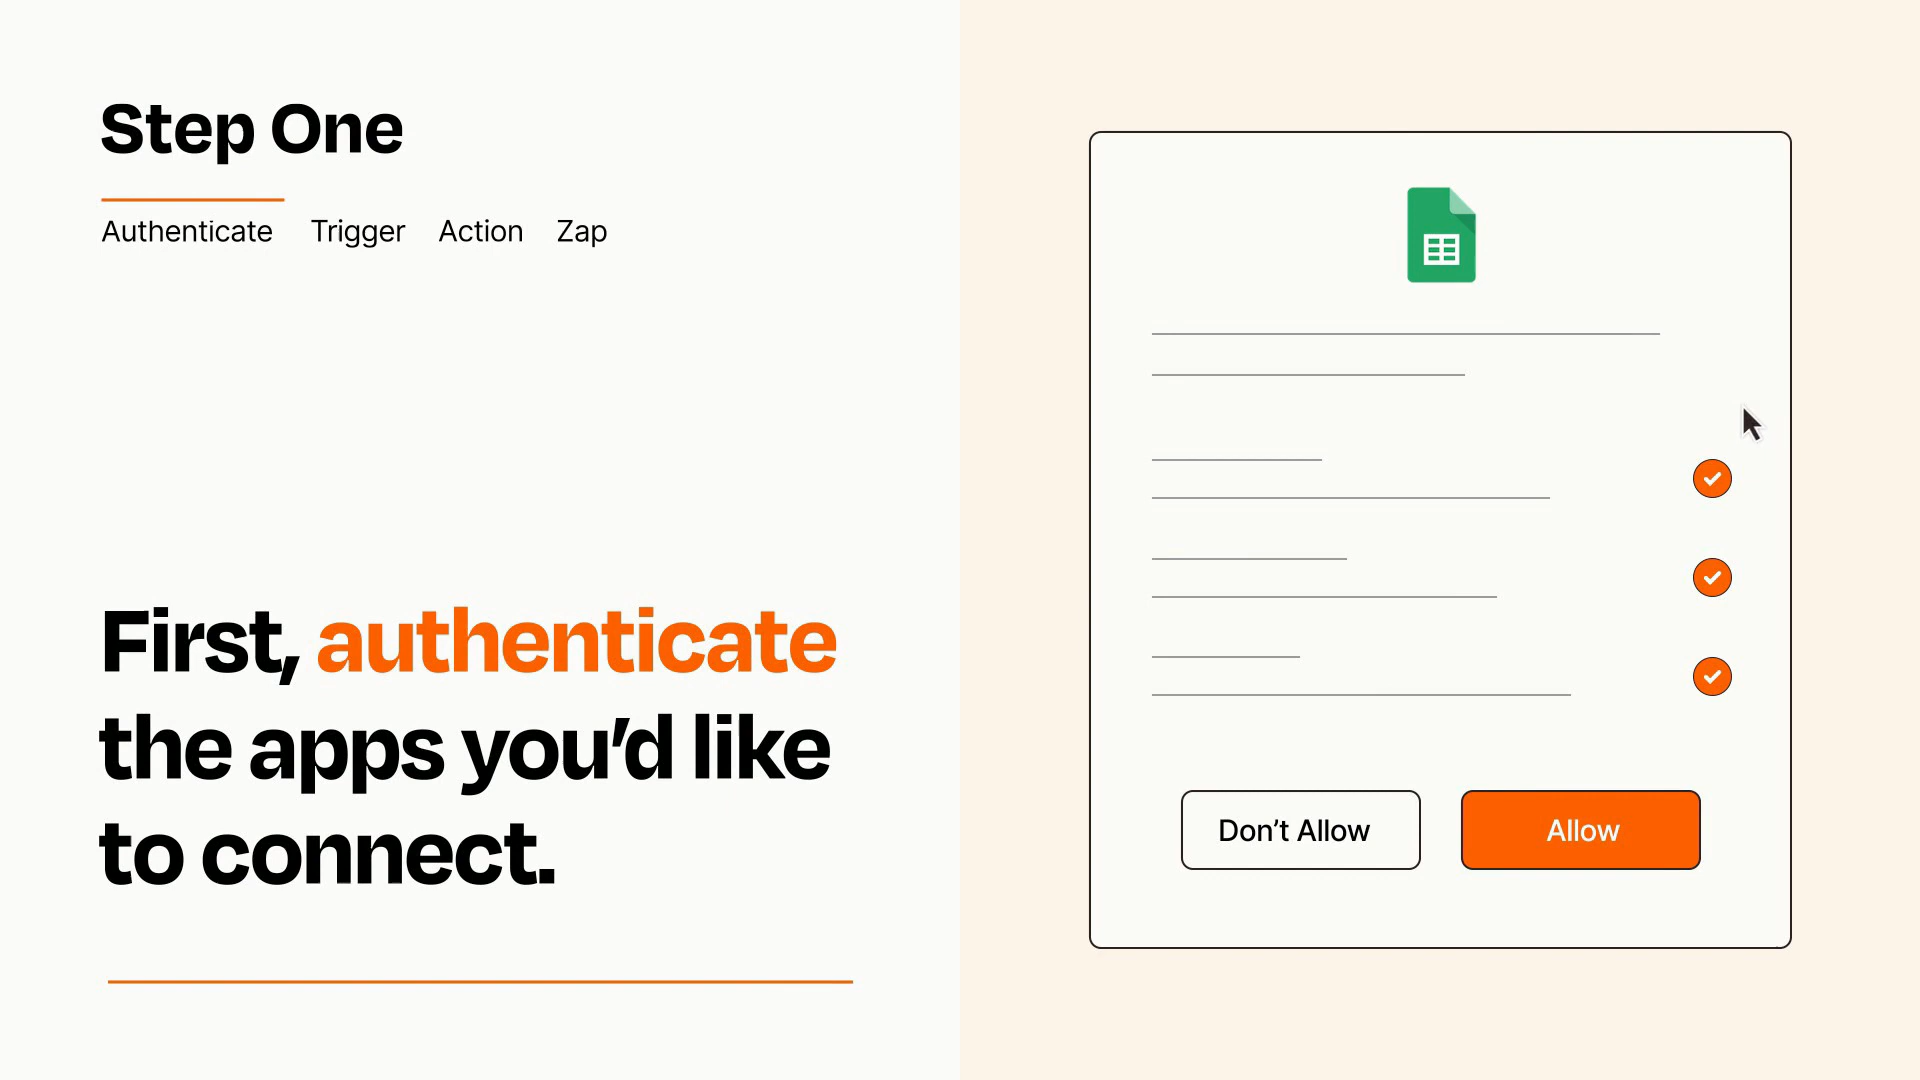 Step One
Authenticate Trigger Action Zap
First, authenticate
the apps you’d like
to connect.
Don’t Allow
Allow